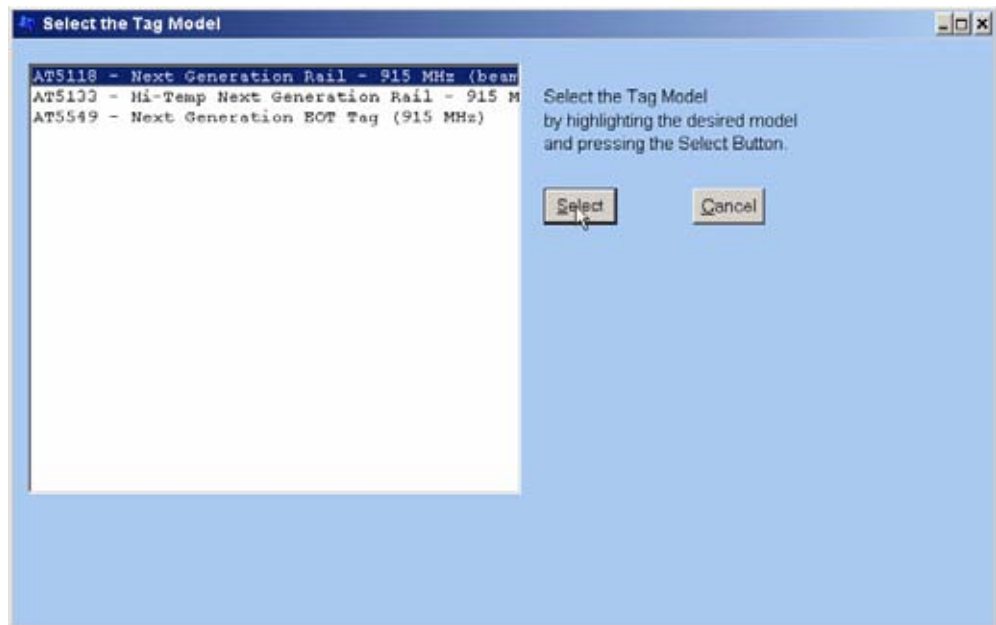 Select the Tag Model
AT5118 - Next Generation Rail - 915 MHz (beam
AT5133 - Hi-Temp Next Generation Rail - 915 M
AT5549 - Next Generation EOT Tag (915 MHz)
Select the Tag Model
by highlighting the desired model
and pressing the Select Button.
Select
Cancel